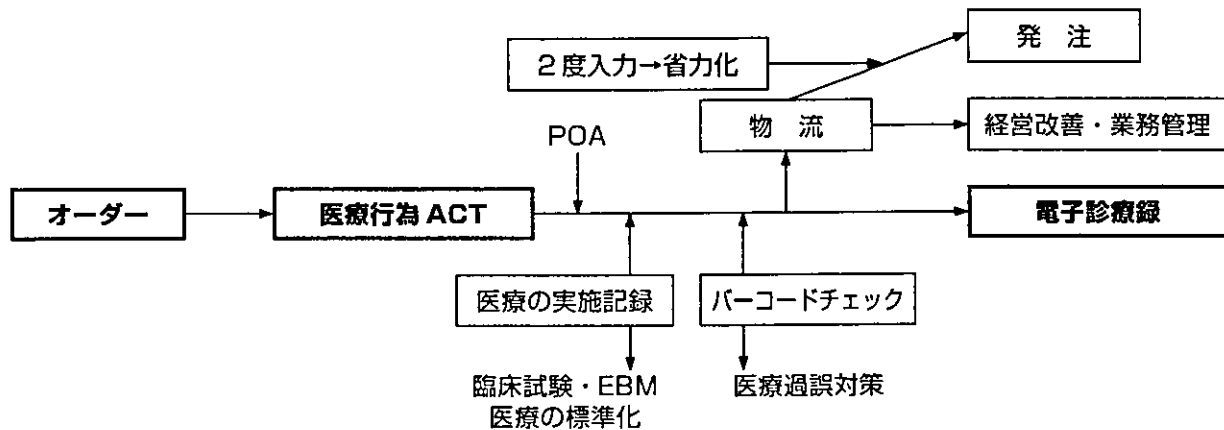 発 注
2度入力→省力化
物 流
経営改善・業務管理
POA
オーダー
医療行為 ACT
電子診療録
医療の実施記録
バーコードチェック
臨床試験・EBM
医療の標準化
医療過誤対策